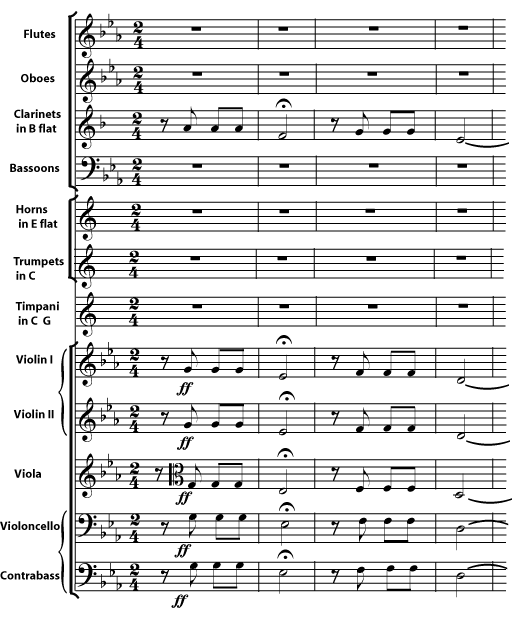 Flutes
Oboes
Clarinets
in B flat
Bassoons
Horns
in E flat
Trumpets
in C
Timpani
in C G
Violin I
ff
Violin II
ff
Viola
ff
Violoncello
ff
Contrabass
ff